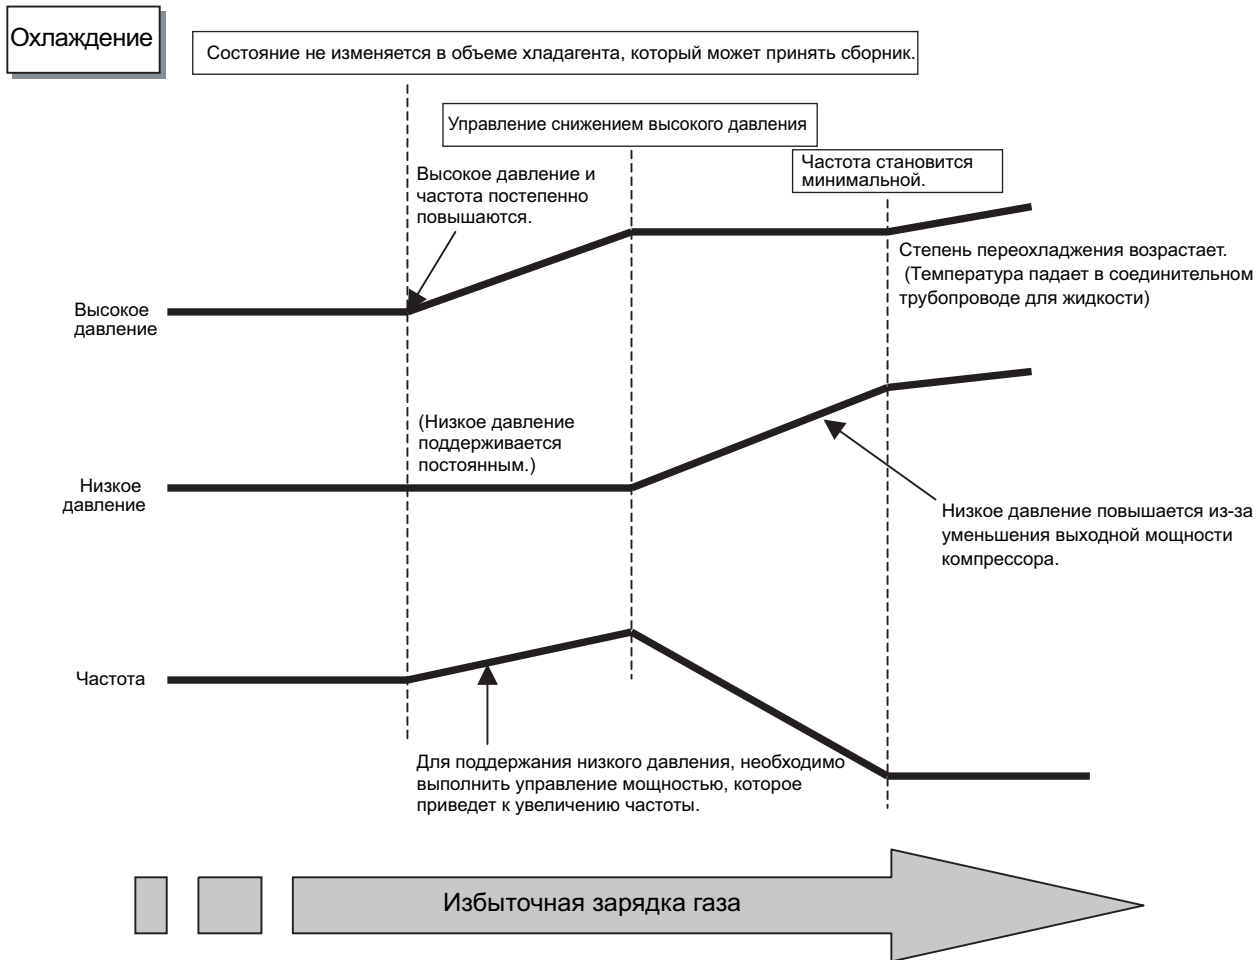 Охлаждение
Состояние не изменяется в объеме хладагента, который может принять сборник.
Управление снижением высокого давления
Частота становится
минимальной.
Высокое давление и
частота постепенно
повышаются.
Степень переохладжения возрастает.
(Температура падает в соединительном
трубопроводе для жидкости)
Высокое
давление
(Низкое давление
поддерживается
постоянным.)
Низкое
давление
Низкое давление повышается из-за
уменьшения выходной мощности
компрессора.
Частота
Для поддержания низкого давления, необходимо
выполнить управление мощностью, которое
приведет к увеличению частоты.
Избыточная зарядка газа